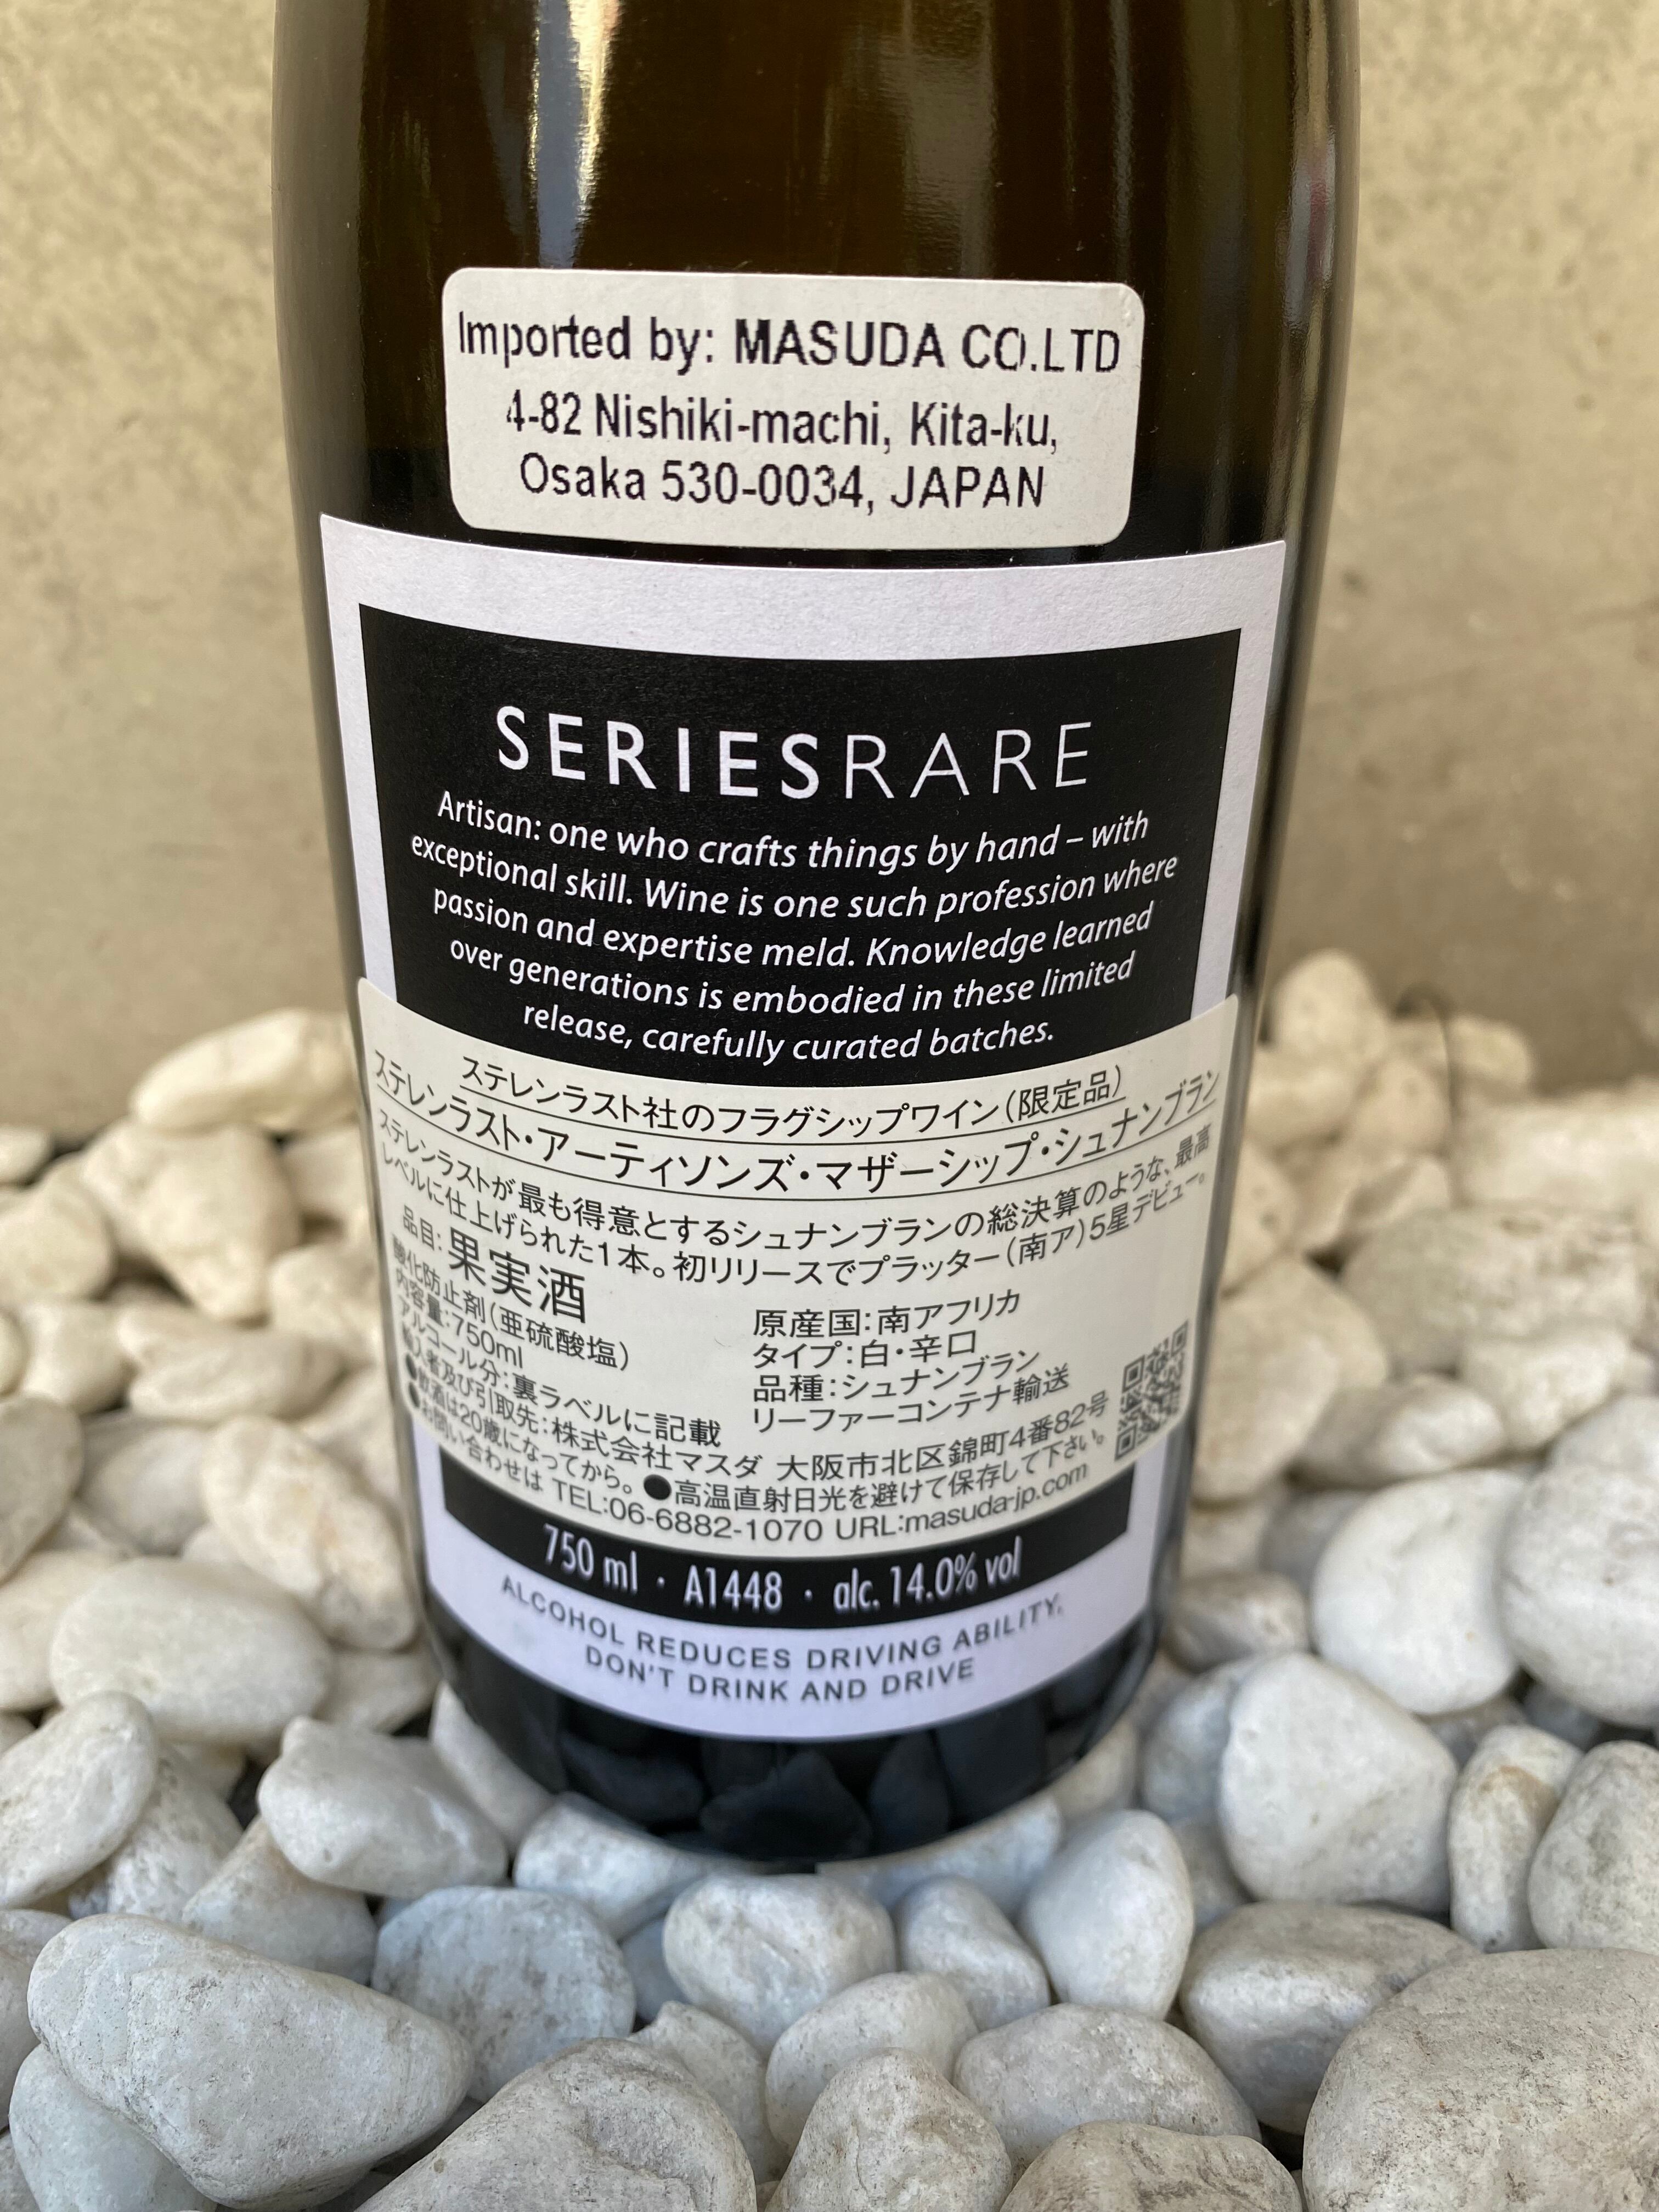 Imported by: MASUDA CO.LTD
4-82 Nishiki-machi, Kita-ku,
Osaka 530-0034, JAPAN
SERIESRARE
Artisan: one who crafts things by hand – with
exceptional skill. Wine is one such profession where
passion and expertise meld. Knowledge learned
over generations is embodied in these limited
release, carefully curated batches.
ステレンラスト社のフラグシップワイン(限定品)
ステレンラスト・アーティソンズ・マザーシップ・シュナンブラン
ステレンラストが最も得意とするシュナンブランの総決算のような、最高
レベルに仕上げられた1本。初リリースでプラッター(南ア)5星デビュー。
品目:果実酒
酸化防止剤(亜硫酸塩)
内容量:750ml
アルコール分:裏ラベルに記載
原産国:南アフリカ
タイプ:白・辛口
品種:シュナンブラン
リーファーコンテナ輸送
輸入者及び引取先:株式会社マスダ 大阪市北区錦町4番82号
●飲酒は20歳になってから。●高温直射日光を避けて保存して下さい。
●お問い合わせは TEL:06-6882-1070 URL:masuda-jp.com
750 ml · A1448 · alc. 14.0% vol
ALCOHOL REDUCES DRIVING ABILITY,
DON'T DRINK AND DRIVE